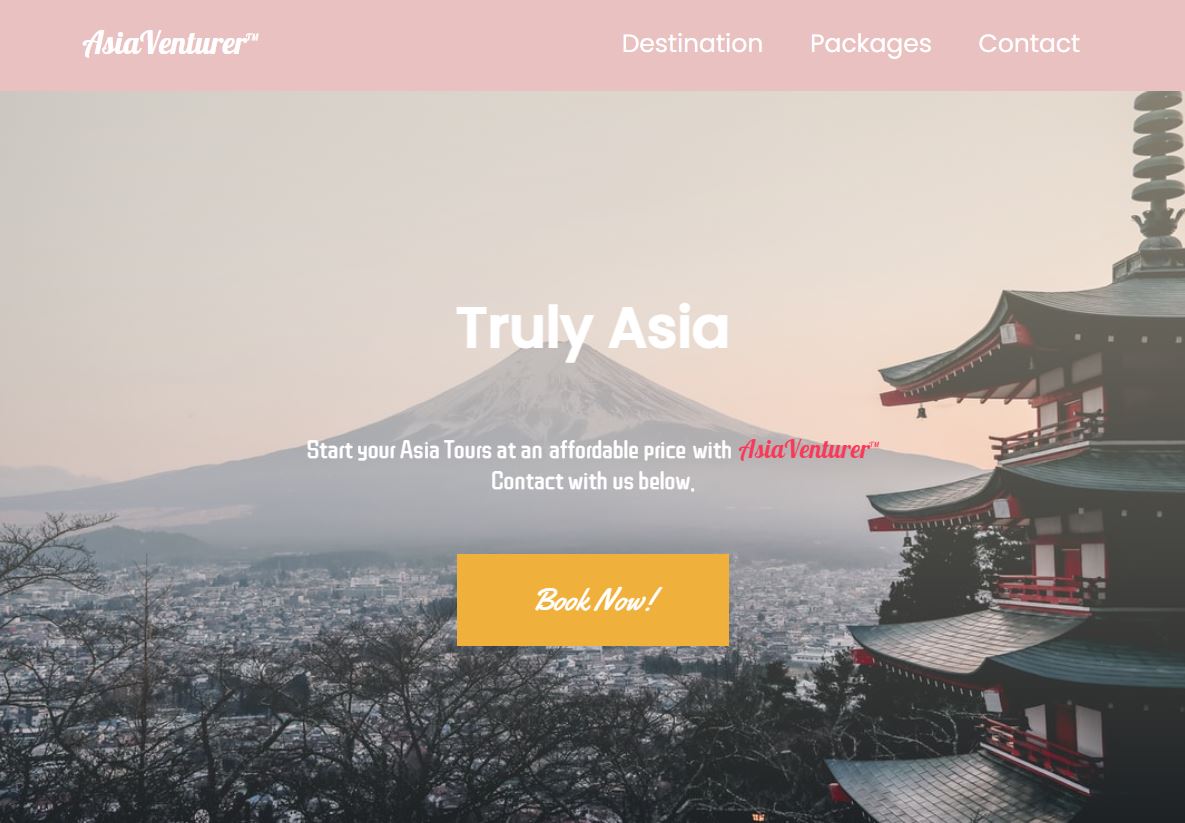 AsiaVenturer™
Destination Packages Contact
Truly Asia
Start your Asia Tours at an affordable price with AsiaVenturer™
Contact with us below.
Book Now!